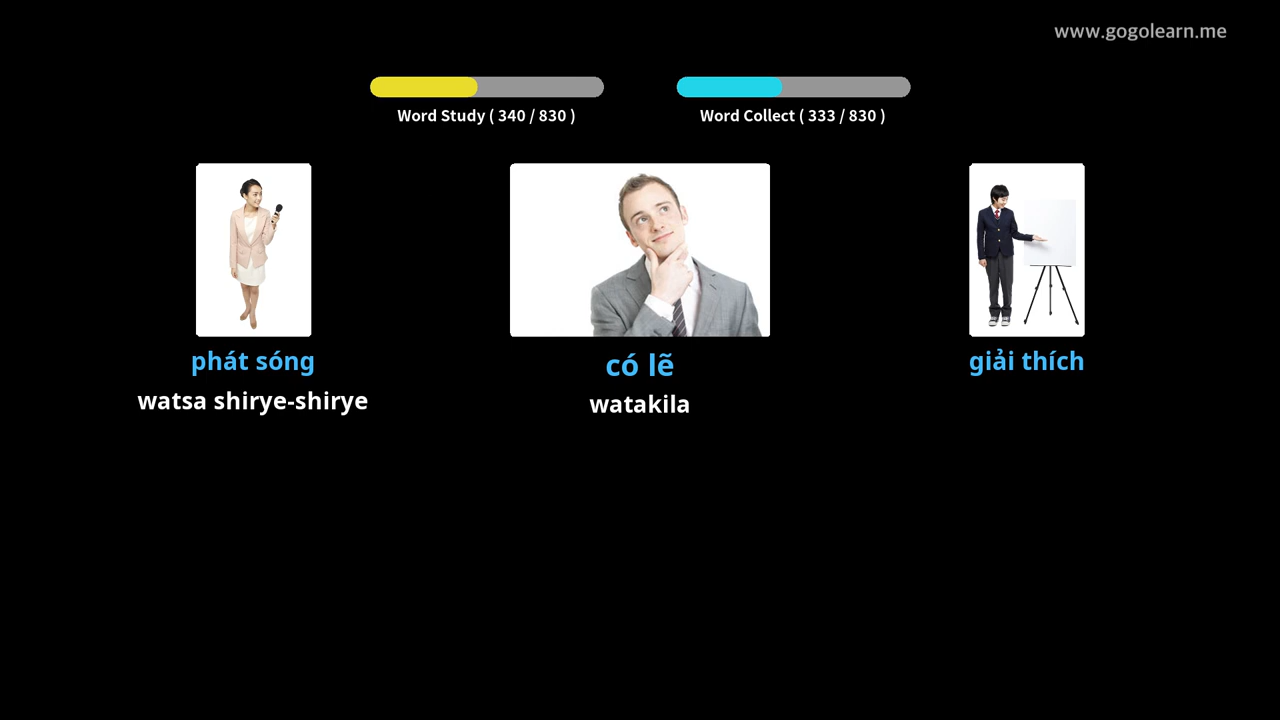 www.gogolearn.me
Word Study ( 340 / 830 )
Word Collect ( 333 / 830 )
phát sóng
có lẽ
giải thích
watsa shirye-shirye
watakila